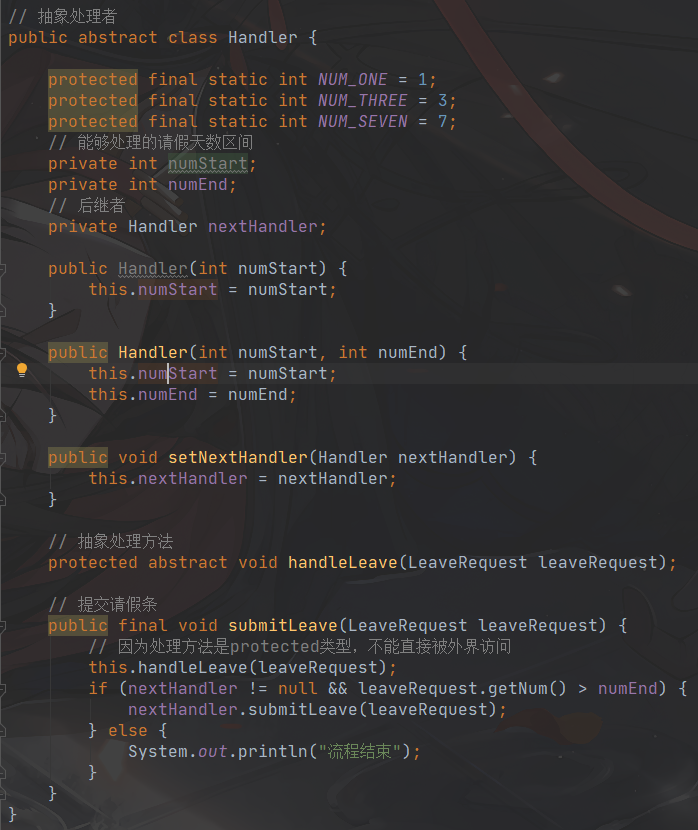 // 抽象处理者
public abstract class Handler {
protected final static int NUM_ONE = 1;
protected final static int NUM_THREE = 3;
protected final static int NUM_SEVEN = 7;
// 能够处理的请假天数区间
private int numStart;
private int numEnd;
// 后继者
private Handler nextHandler;
public Handler(int numStart) {
this.numStart = numStart;
}
public Handler(int numStart, int numEnd) {
this.numStart = numStart;
this.numEnd = numEnd;
}
public void setNextHandler(Handler nextHandler) {
this.nextHandler = nextHandler;
}
// 抽象处理方法
protected abstract void handleLeave(LeaveRequest leaveRequest);
// 提交请假条
public final void submitLeave(LeaveRequest leaveRequest) {
// 因为处理方法是protected类型，不能直接被外界访问
this.handleLeave(leaveRequest);
if (nextHandler != null && leaveRequest.getNum() > numEnd) {
nextHandler.submitLeave(leaveRequest);
} else {
System.out.println("流程结束");
}
}
}